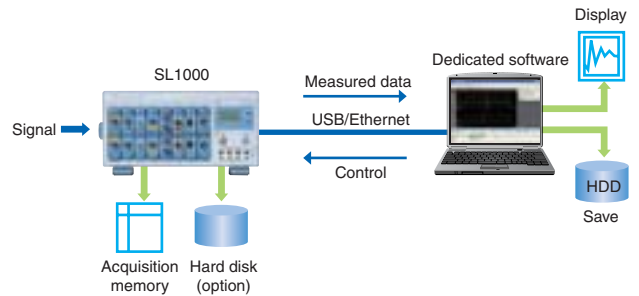 Display
Dedicated software
SL1000
Measured data
Signal
USB/Ethernet
Control
HDD
Save
Acquisition
memory
Hard disk
(option)